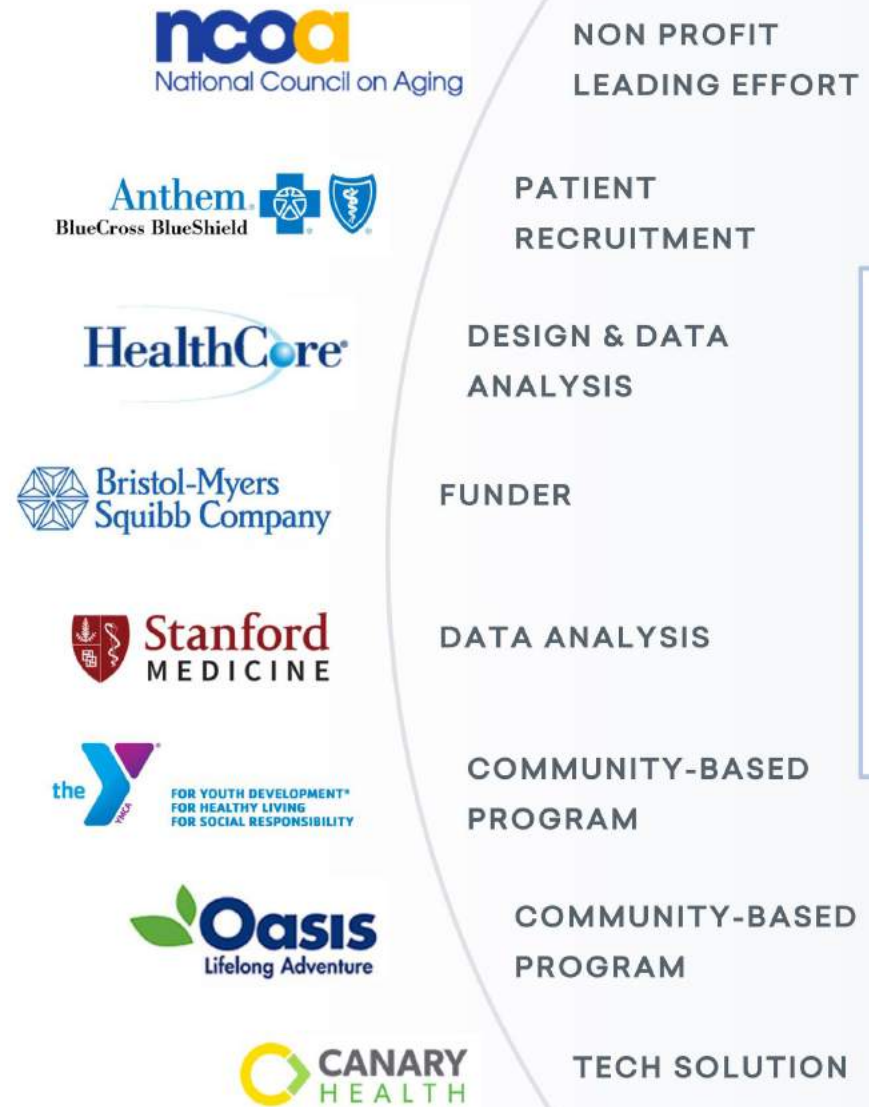 ncoa
National Council on Aging
NON PROFIT
LEADING EFFORT
Anthem®
BlueCross BlueShield
PATIENT
RECRUITMENT
HealthCore®
DESIGN & DATA
ANALYSIS
Bristol-Myers
Squibb Company
FUNDER
Stanford
MEDICINE
DATA ANALYSIS
the
YMCA
FOR YOUTH DEVELOPMENT®
FOR HEALTHY LIVING
FOR SOCIAL RESPONSIBILITY
COMMUNITY-BASED
PROGRAM
Oasis
Lifelong Adventure
COMMUNITY-BASED
PROGRAM
CANARY
HEALTH
TECH SOLUTION